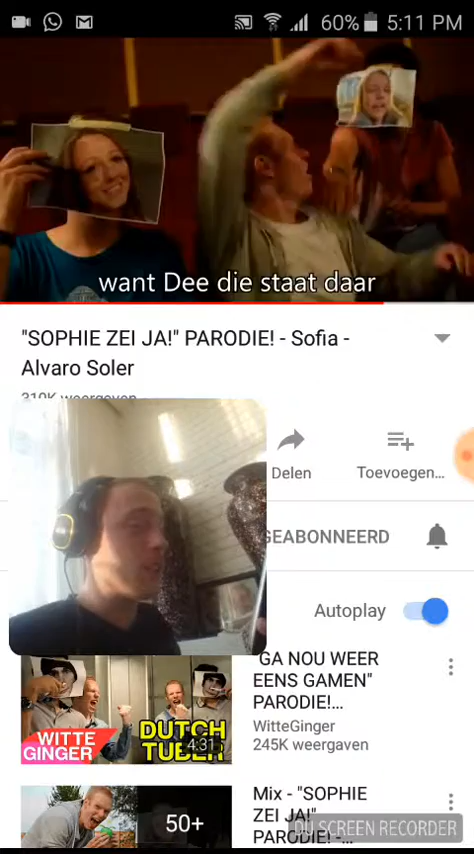 60% 5:11 PM
want Dee die staat daar
"SOPHIE ZEI JA!" PARODIE! - Sofia -
Alvaro Soler
310K weergaven
Delen
Toevoegen...
GEABONNEERD
Autoplay
"GA NOU WEER
EENS GAMEN"
PARODIE!...
WitteGinger
245K weergaven
WITTE
GINGER
DUTCH
TUBER
4:31
Mix - "SOPHIE
ZEI JA!"
PARODIE! -
50+
DU SCREEN RECORDER